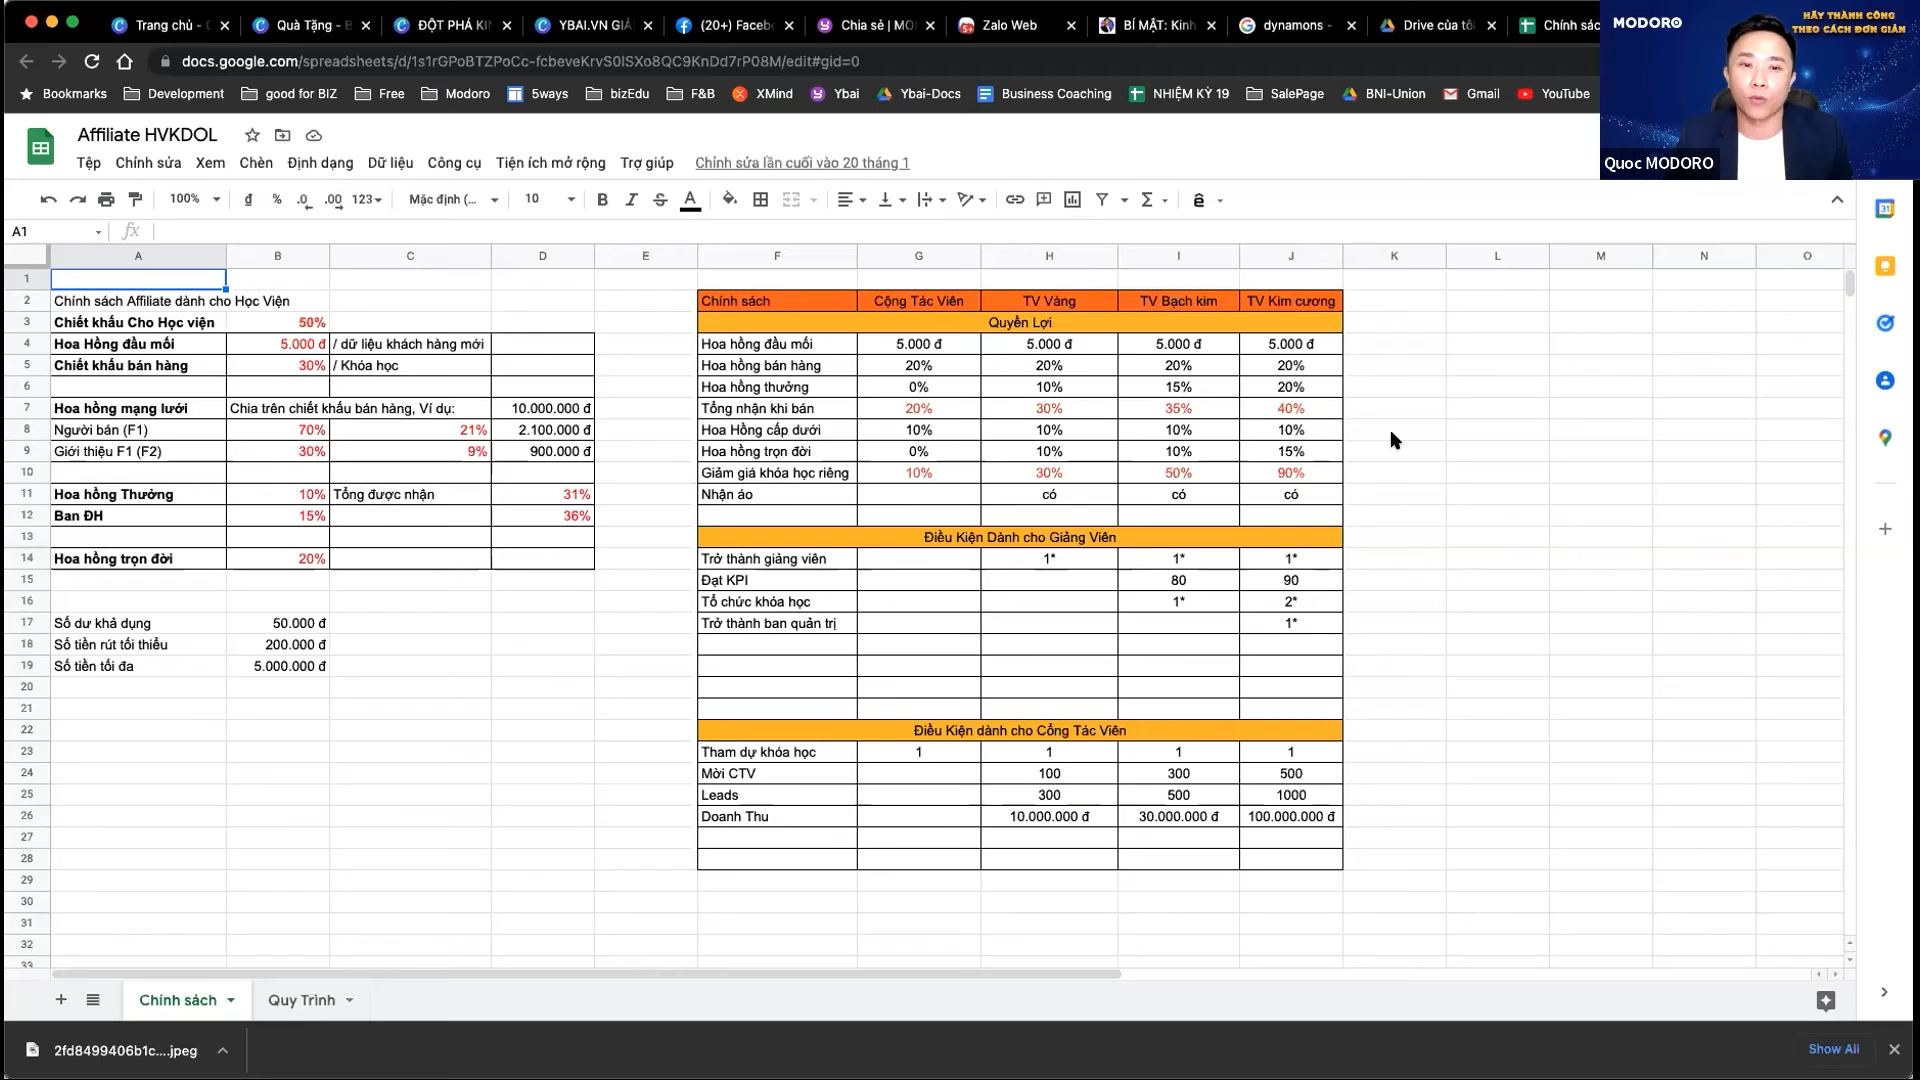 Trang chủ - C
Quà Tặng - B
ĐỘT PHÁ KIN
YBAI.VN GIẢ
(20+) Facebo
Chia sẻ | MO
Zalo Web
BÍ MẬT: Kinh
dynamons -
Drive của tô
Chính sác
docs.google.com/spreadsheets/d/1s1rGPoBTZPoCc-fcbeveKrvS0lSXo8QC9KnDd7rP08M/edit#gid=0
Bookmarks Development good for BIZ Free Modoro 5ways bizEdu F&B XMind Ybai Ybai-Docs Business Coaching NHIỆM KỲ 19 SalePage BNI-Union Gmail YouTube
MODORO
HÃY THÀNH CÔNG
THEO CÁCH ĐƠN GIẢN
Quoc MODORO
Affiliate HVKDOL
Tệp Chỉnh sửa Xem Chèn Định dạng Dữ liệu Công cụ Tiện ích mở rộng Trợ giúp Chỉnh sửa lần cuối vào 20 tháng 1
100% đ % .0 .00 123 Mặc định (... 10 B I S A
A1 fx
A B C D E F G H I J K L M N O
1
2 Chính sách Affiliate dành cho Học Viện Chính sách Cộng Tác Viên TV Vàng TV Bạch kim TV Kim cương
3 Chiết khấu Cho Học viện 50% Quyền Lợi
4 Hoa Hồng đầu mối 5.000 đ / dữ liệu khách hàng mới Hoa hồng đầu mối 5.000 đ 5.000 đ 5.000 đ 5.000 đ
5 Chiết khấu bán hàng 30% / Khóa học Hoa hồng bán hàng 20% 20% 20% 20%
6 Hoa hồng thưởng 0% 10% 15% 20%
7 Hoa hồng mạng lưới Chia trên chiết khấu bán hàng, Ví dụ: 10.000.000 đ Tổng nhận khi bán 20% 30% 35% 40%
8 Người bán (F1) 70% 21% 2.100.000 đ Hoa Hồng cấp dưới 10% 10% 10% 10%
9 Giới thiệu F1 (F2) 30% 9% 900.000 đ Hoa hồng trọn đời 0% 10% 10% 15%
10 Giảm giá khóa học riêng 10% 30% 50% 90%
11 Hoa hồng Thưởng 10% Tổng được nhận 31% Nhận áo có có có
12 Ban ĐH 15% 36%
13 Điều Kiện Dành cho Giảng Viên
14 Hoa hồng trọn đời 20% Trở thành giảng viên 1* 1* 1*
15 Đạt KPI 80 90
16 Tổ chức khóa học 1* 2*
17 Số dư khả dụng 50.000 đ Trở thành ban quản trị 1*
18 Số tiền rút tối thiểu 200.000 đ
19 Số tiền tối đa 5.000.000 đ
20
21
22 Điều Kiện dành cho Cổng Tác Viên
23 Tham dự khóa học 1 1 1 1
24 Mời CTV 100 300 500
25 Leads 300 500 1000
26 Doanh Thu 10.000.000 đ 30.000.000 đ 100.000.000 đ
27
28
29
30
31
32
33
Chính sách Quy Trình
2fd8499406b1c....jpeg
Show All